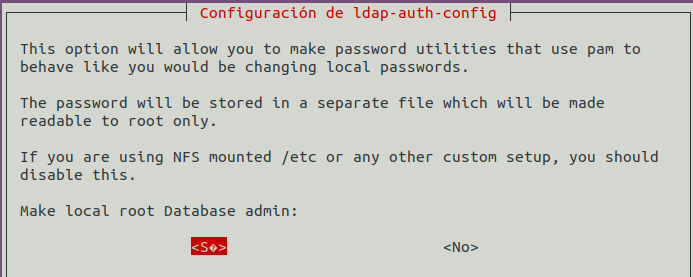 Configuración de ldap-auth-config
This option will allow you to make password utilities that use pam to
behave like you would be changing local passwords.
The password will be stored in a separate file which will be made
readable to root only.
If you are using NFS mounted /etc or any other custom setup, you should
disable this.
Make local root Database admin:
<S�> <No>